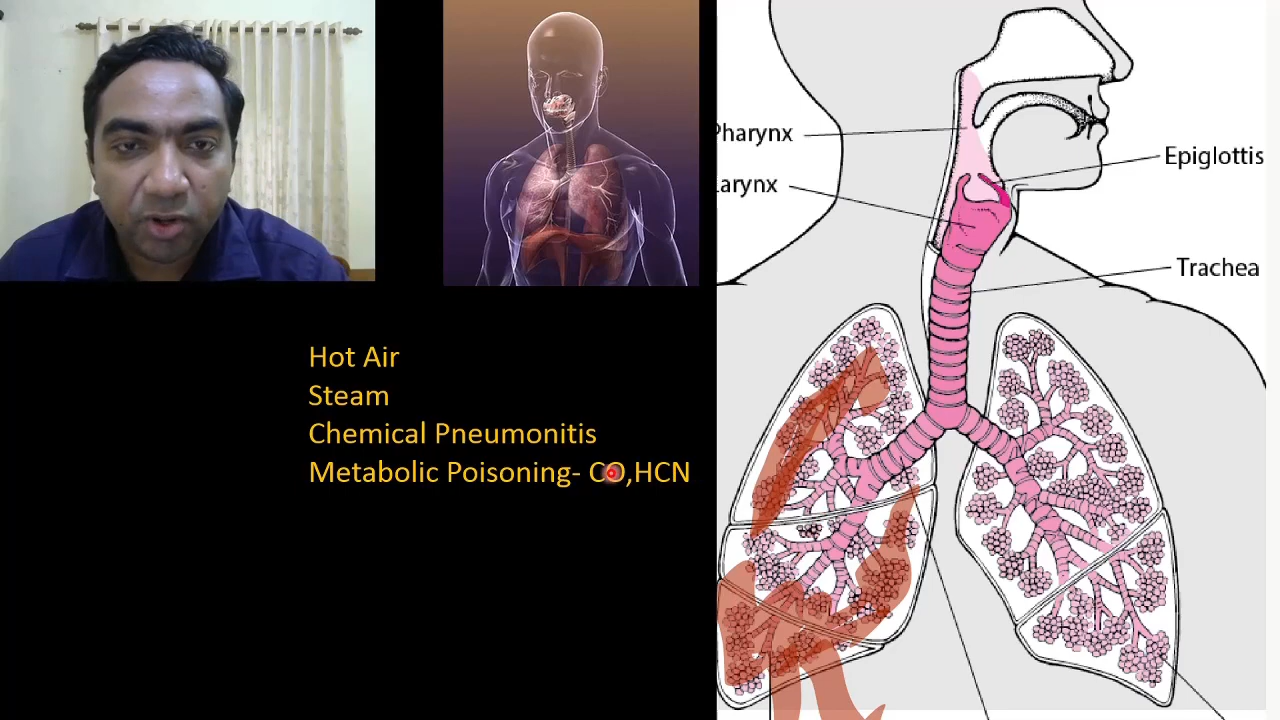 Hot Air
Steam
Chemical Pneumonitis
Metabolic Poisoning- CO,HCN
Pharynx
Larynx
Epiglottis
Trachea